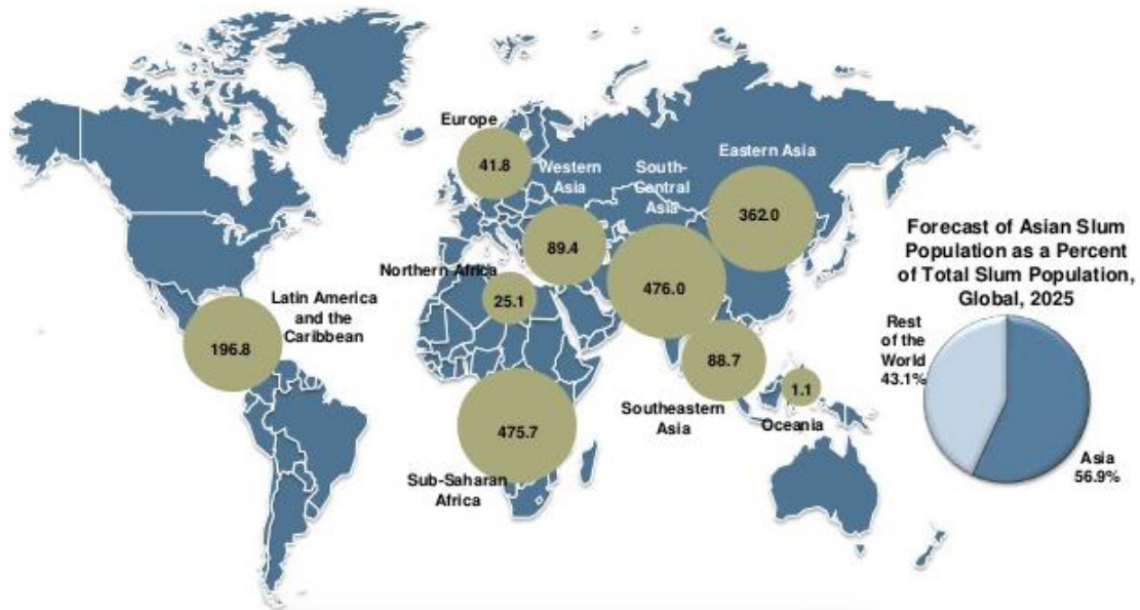 Europe
41.8
Western
Asia
89.4
South-
Central
Asia
476.0
Eastern Asia
362.0
Northern Africa
25.1
Latin America
and the
Caribbean
196.8
88.7
Southeastern
Asia
1.1
Oceania
475.7
Sub-Saharan
Africa
Forecast of Asian Slum
Population as a Percent
of Total Slum Population,
Global, 2025
Rest
of the
World
43.1%
Asia
56.9%